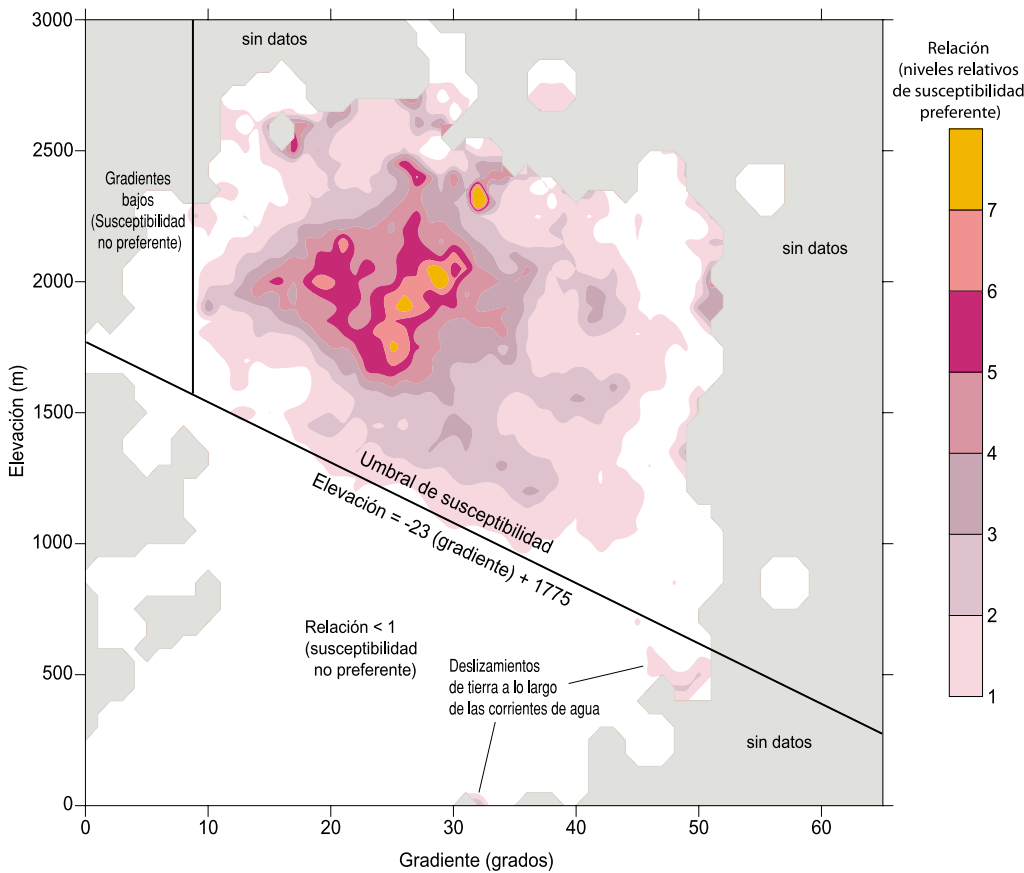 3000
2500
2000
1500
1000
500
0
Elevación (m)
0
10
20
30
40
50
60
Gradiente (grados)
sin datos
Gradientes
bajos
(Susceptibilidad
no preferente)
sin datos
Umbral de susceptibilidad
Elevación = -23 (gradiente) + 1775
Relación < 1
(susceptibilidad
no preferente)
Deslizamientos
de tierra a lo largo
de las corrientes de agua
sin datos
Relación
(niveles relativos
de susceptibilidad
preferente)
7
6
5
4
3
2
1